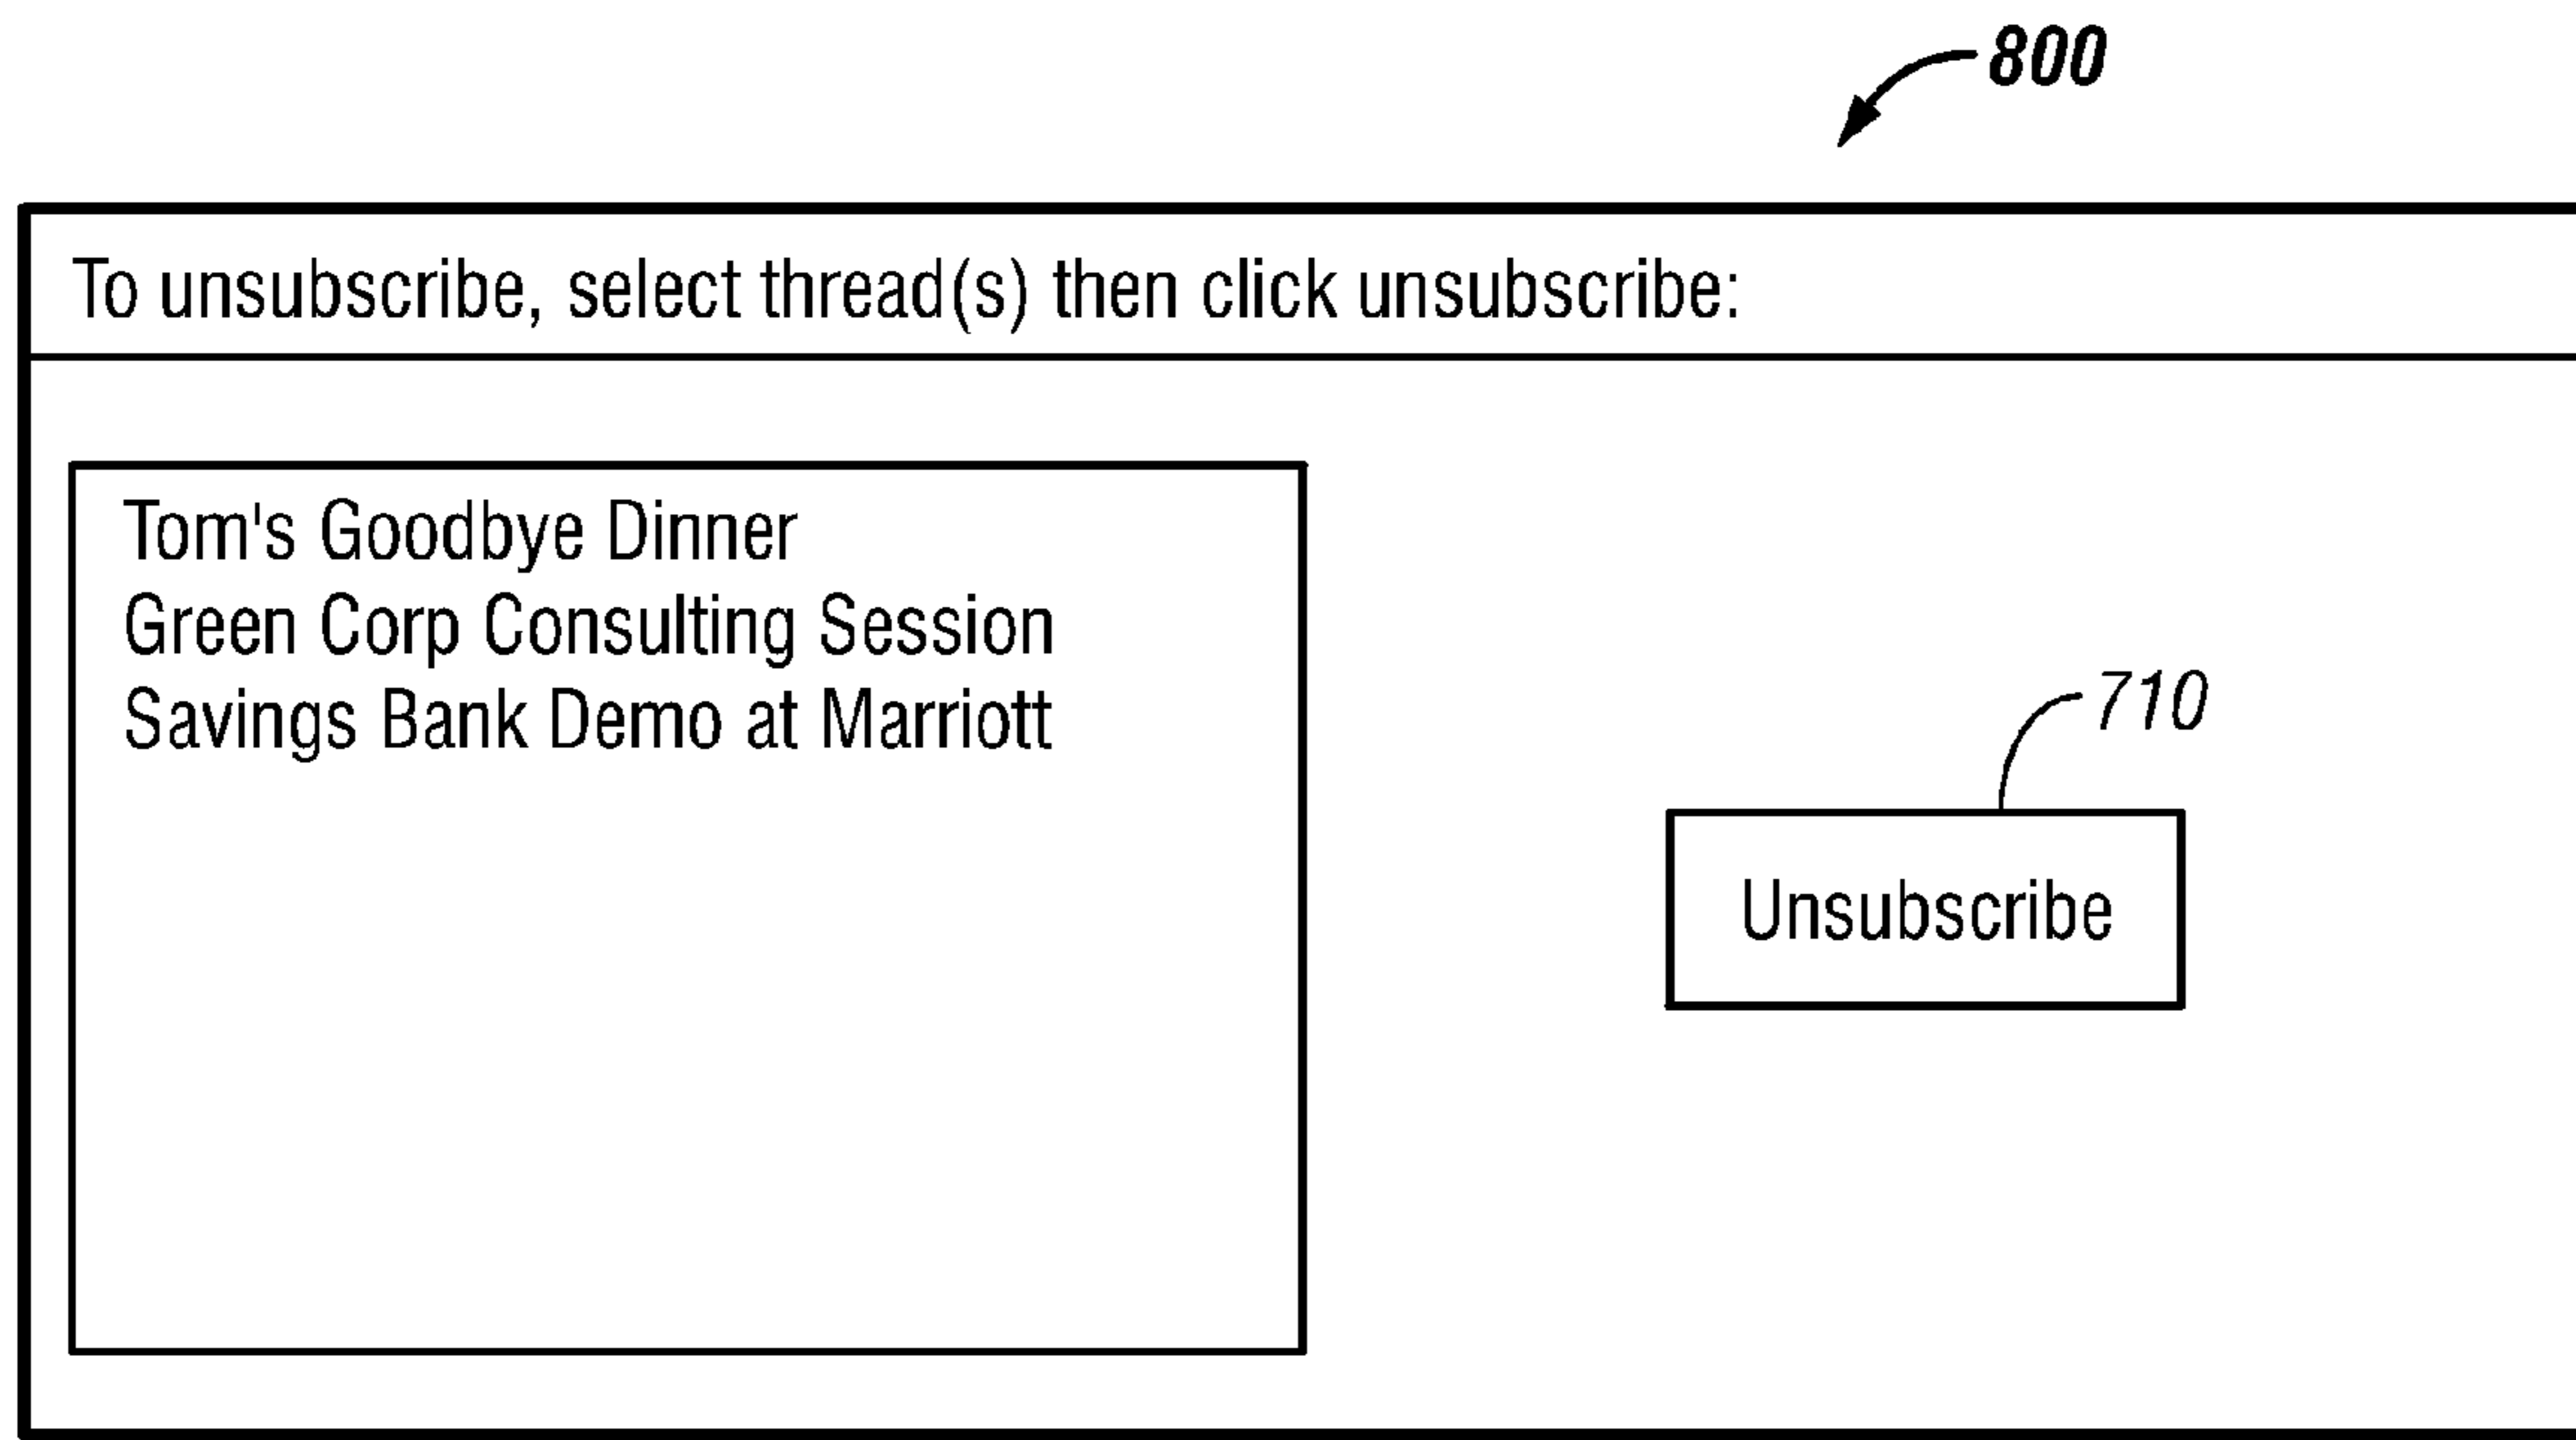 800
To unsubscribe, select thread(s) then click unsubscribe:
Tom's Goodbye Dinner
Green Corp Consulting Session
Savings Bank Demo at Marriott
710
Unsubscribe